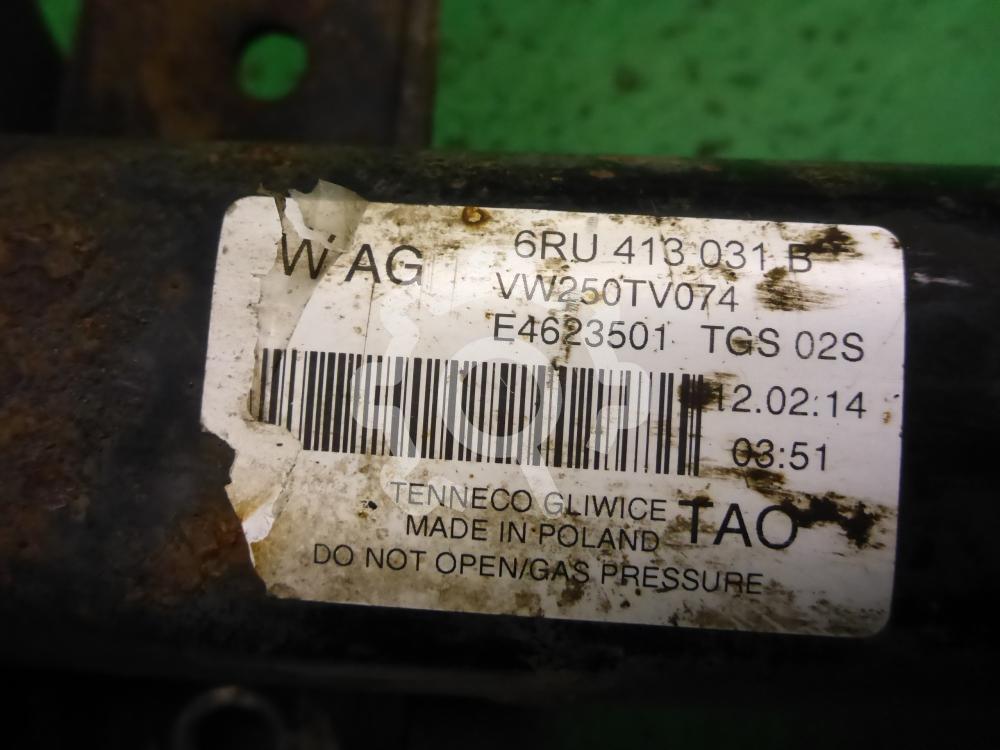 W AG 6RU 413 031 B
VW250TV074
E4623501 TGS 02S
12.02.14
03:51
TENNECO GLIWICE TAO
MADE IN POLAND
DO NOT OPEN/GAS PRESSURE